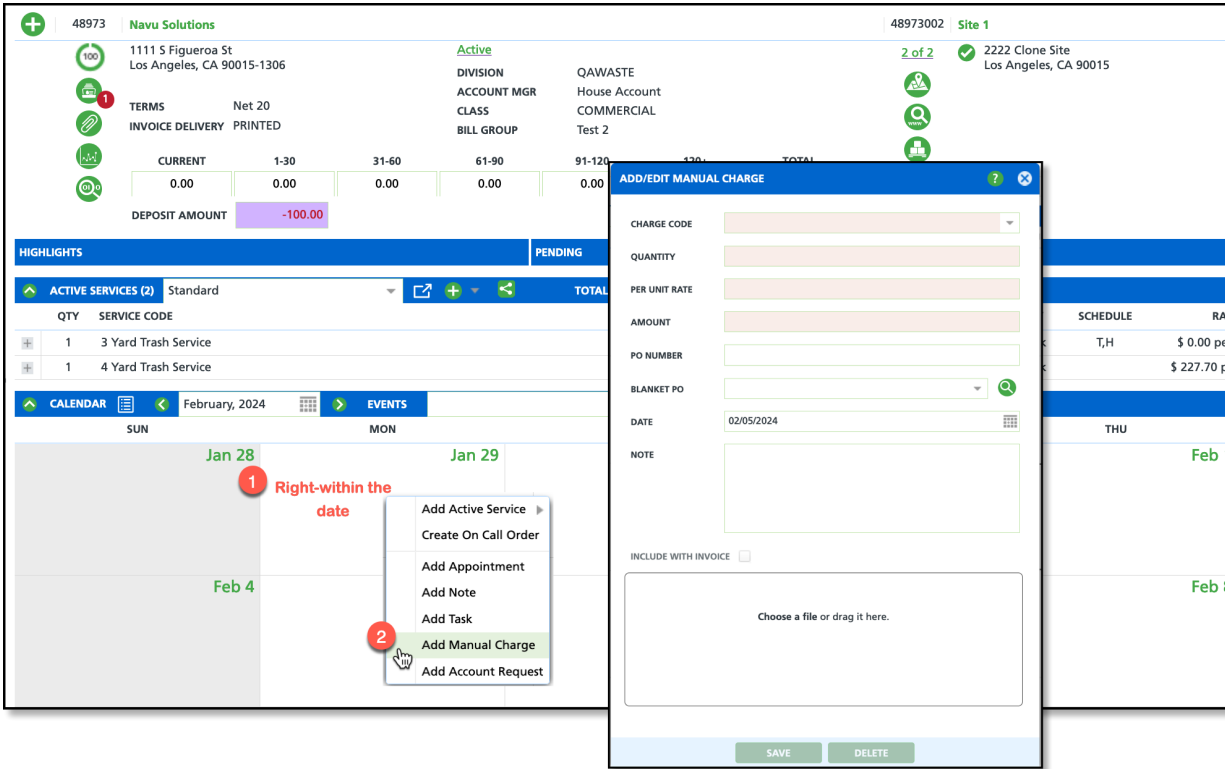 48973 Navu Solutions 48973002 Site 1
100
1111 S Figueroa St
Los Angeles, CA 90015-1306
Active
2 of 2
2222 Clone Site
Los Angeles, CA 90015
DIVISION QAWASTE
ACCOUNT MGR House Account
CLASS COMMERCIAL
BILL GROUP Test 2
1
TERMS Net 20
INVOICE DELIVERY PRINTED
www
CURRENT 1-30 31-60 61-90 91-120 120+ TOTAL
0.00 0.00 0.00 0.00 0.00
DEPOSIT AMOUNT -100.00
HIGHLIGHTS PENDING
ACTIVE SERVICES (2) Standard TOTAL
QTY SERVICE CODE SCHEDULE RA
1 3 Yard Trash Service T,H $ 0.00 pe
1 4 Yard Trash Service $ 227.70 p
CALENDAR February, 2024 EVENTS
SUN MON THU
Jan 28 Jan 29 Feb
1 Right-within the
date
Feb 4 Feb 8
Add Active Service
Create On Call Order
Add Appointment
Add Note
Add Task
2 Add Manual Charge
Add Account Request
ADD/EDIT MANUAL CHARGE ?
CHARGE CODE
QUANTITY
PER UNIT RATE
AMOUNT
PO NUMBER
BLANKET PO
DATE 02/05/2024
NOTE
INCLUDE WITH INVOICE
Choose a file or drag it here.
SAVE DELETE